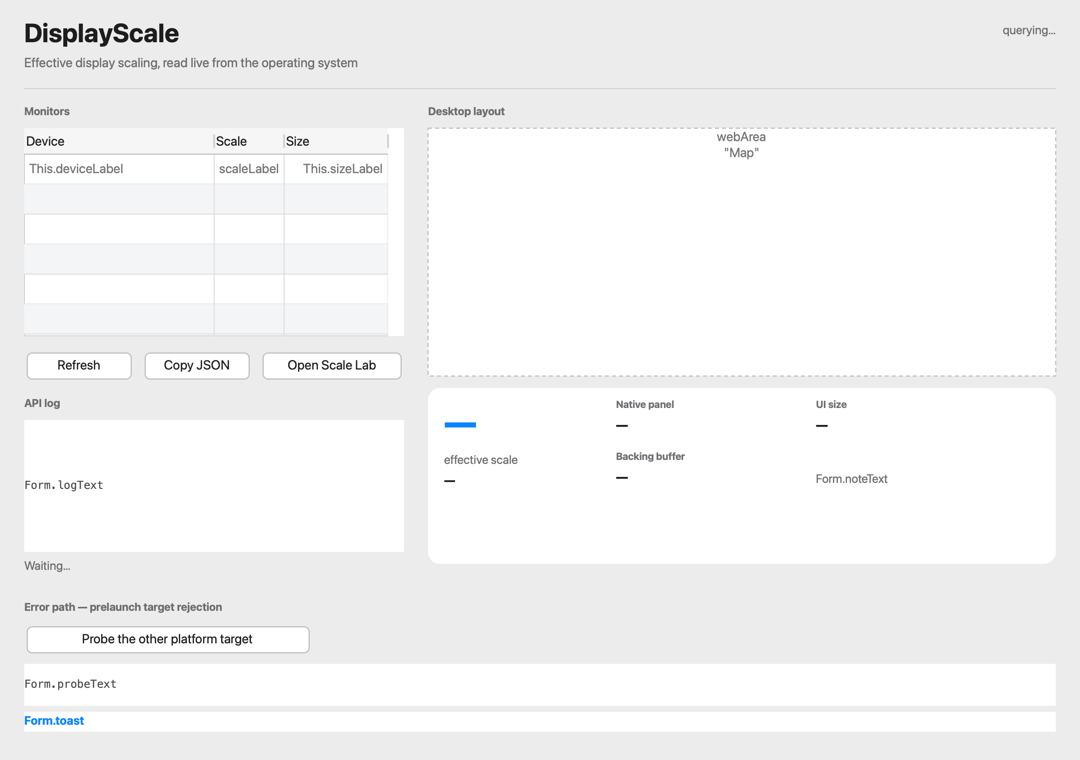 DisplayScale
querying...
Effective display scaling, read live from the operating system
Monitors
Device Scale Size
This.deviceLabel scaleLabel This.sizeLabel
Refresh Copy JSON Open Scale Lab
API log
Form.logText
Waiting...
Desktop layout
webArea
"Map"
effective scale
—
Native panel
—
Backing buffer
—
UI size
—
Form.noteText
Error path — prelaunch target rejection
Probe the other platform target
Form.probeText
Form.toast